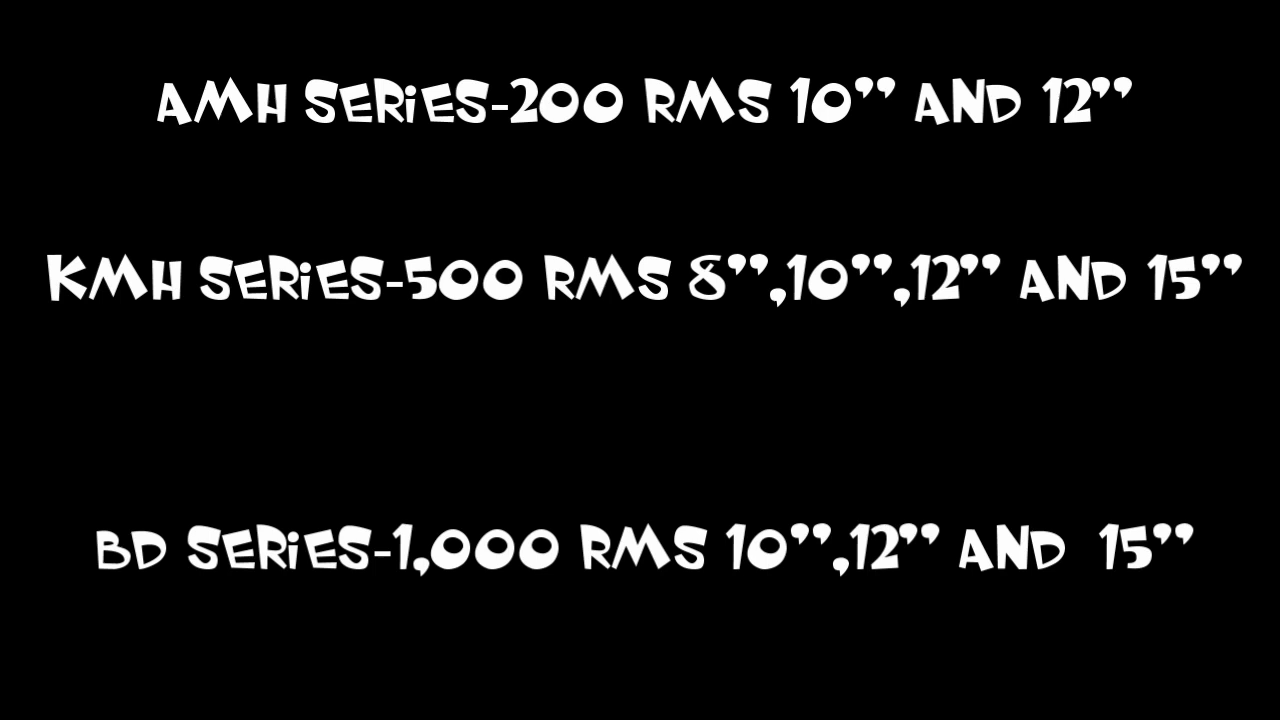 AMH SERiES-200 RMS 10" AND 12"
KMH SERiES-500 RMS 8",10",12" AND 15"
BD SERiES-1,000 RMS 10",12" AND 15"